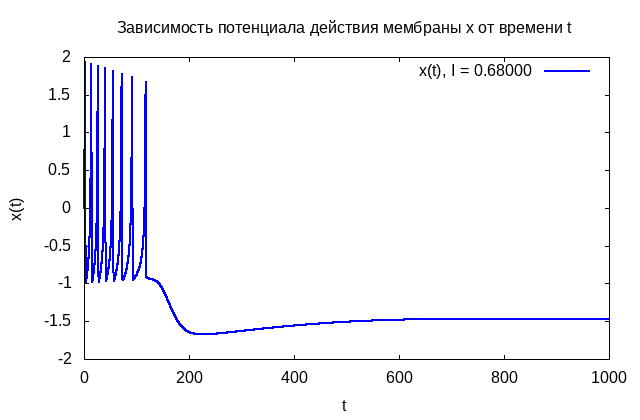 Зависимость потенциала действия мембраны x от времени t
x(t), I = 0.68000
2
1.5
1
0.5
0
-0.5
-1
-1.5
-2
x(t)
0 200 400 600 800 1000
t